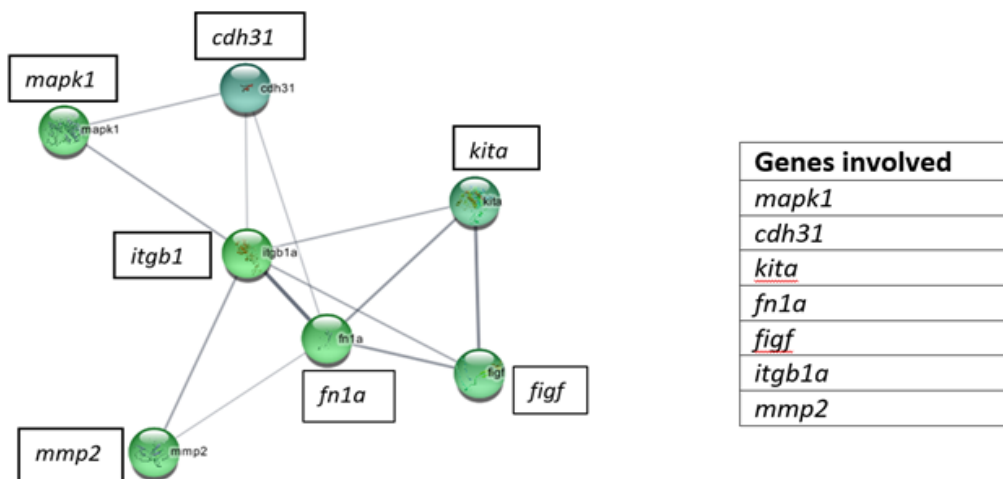 cdh31
mapk1
cdh31
mapk1
kita
kita
itgb1
itgb1a
fn1a
figf
fn1a
figf
mmp2
mmp2
Genes involved
mapk1
cdh31
kita
fn1a
figf
itgb1a
mmp2